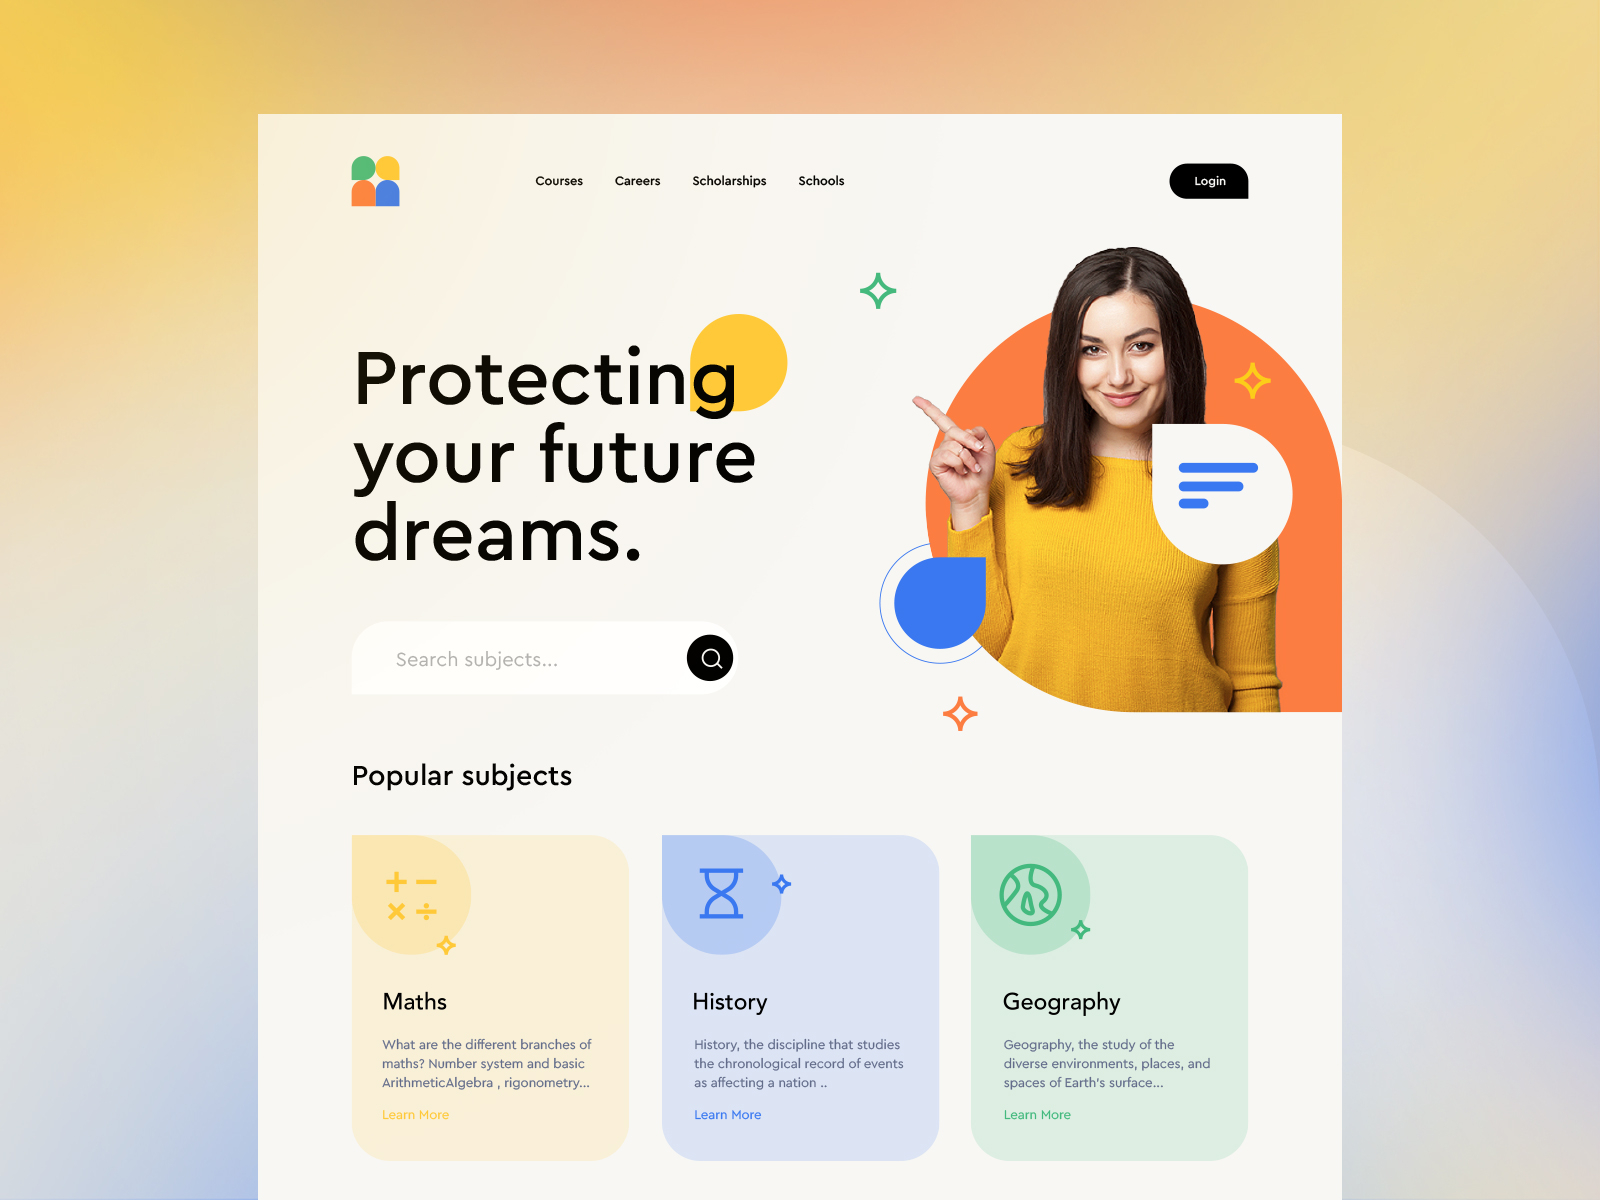 Courses Careers Scholarships Schools Login
Protecting
your future
dreams.
Search subjects...
Popular subjects
Maths
What are the different branches of
maths? Number system and basic
ArithmeticAlgebra , rigonometry...
Learn More
History
History, the discipline that studies
the chronological record of events
as affecting a nation ..
Learn More
Geography
Geography, the study of the
diverse environments, places, and
spaces of Earth's surface...
Learn More